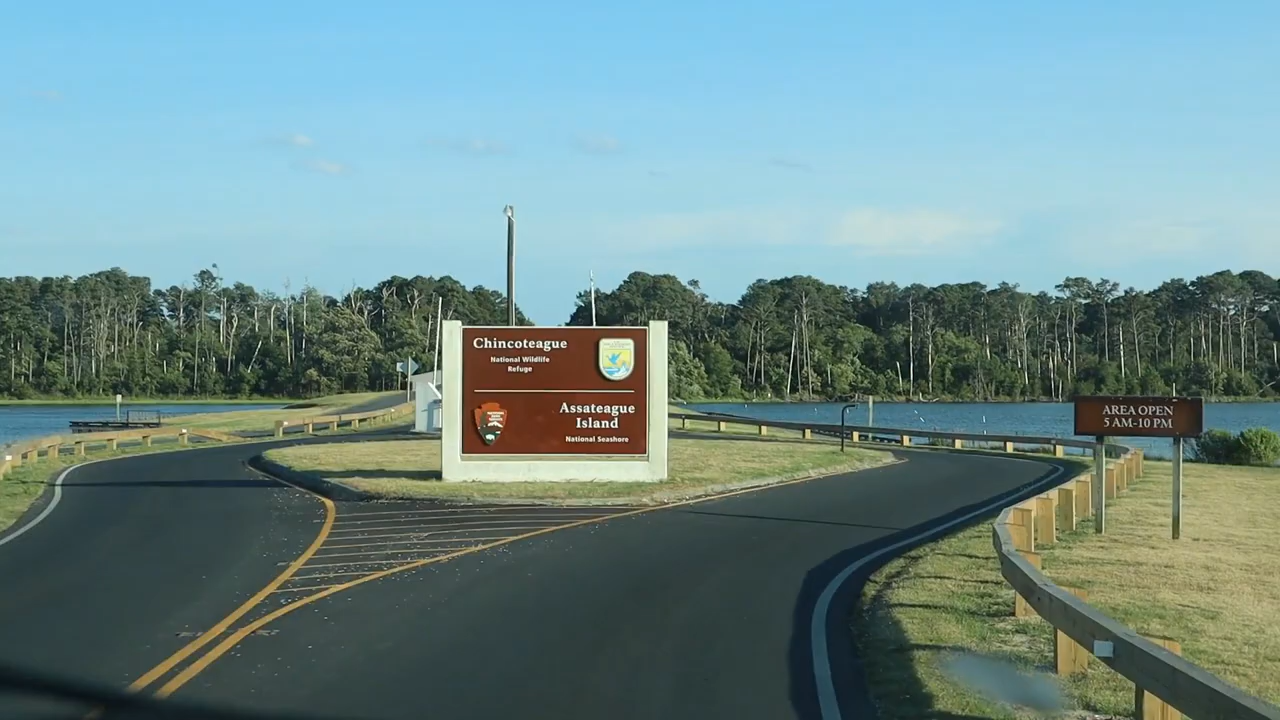 Chincoteague
National Wildlife
Refuge
Assateague
Island
National Seashore
AREA OPEN
5 AM-10 PM